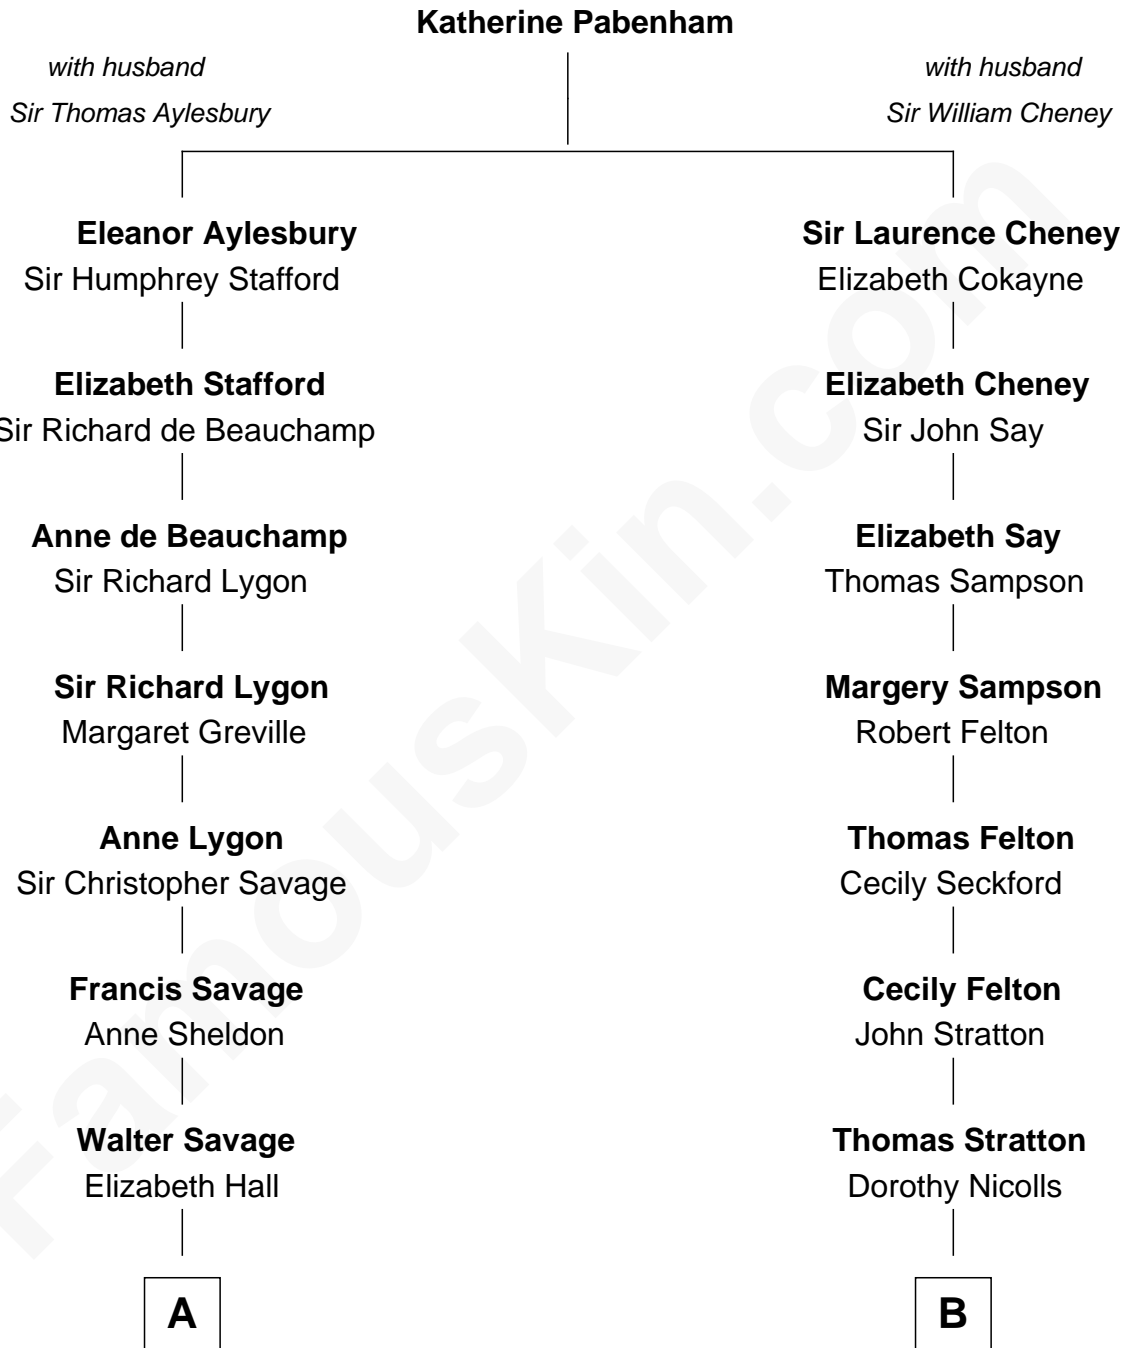 Katherine Pabenham
with husband
Sir Thomas Aylesbury
with husband
Sir William Cheney
Eleanor Aylesbury
Sir Humphrey Stafford
Sir Laurence Cheney
Elizabeth Cokayne
Elizabeth Stafford
Sir Richard de Beauchamp
Elizabeth Cheney
Sir John Say
Anne de Beauchamp
Sir Richard Lygon
Elizabeth Say
Thomas Sampson
Sir Richard Lygon
Margaret Greville
Margery Sampson
Robert Felton
Anne Lygon
Sir Christopher Savage
Thomas Felton
Cecily Seckford
Francis Savage
Anne Sheldon
Cecily Felton
John Stratton
Walter Savage
Elizabeth Hall
Thomas Stratton
Dorothy Nicolls
A
B
FamousKin.com